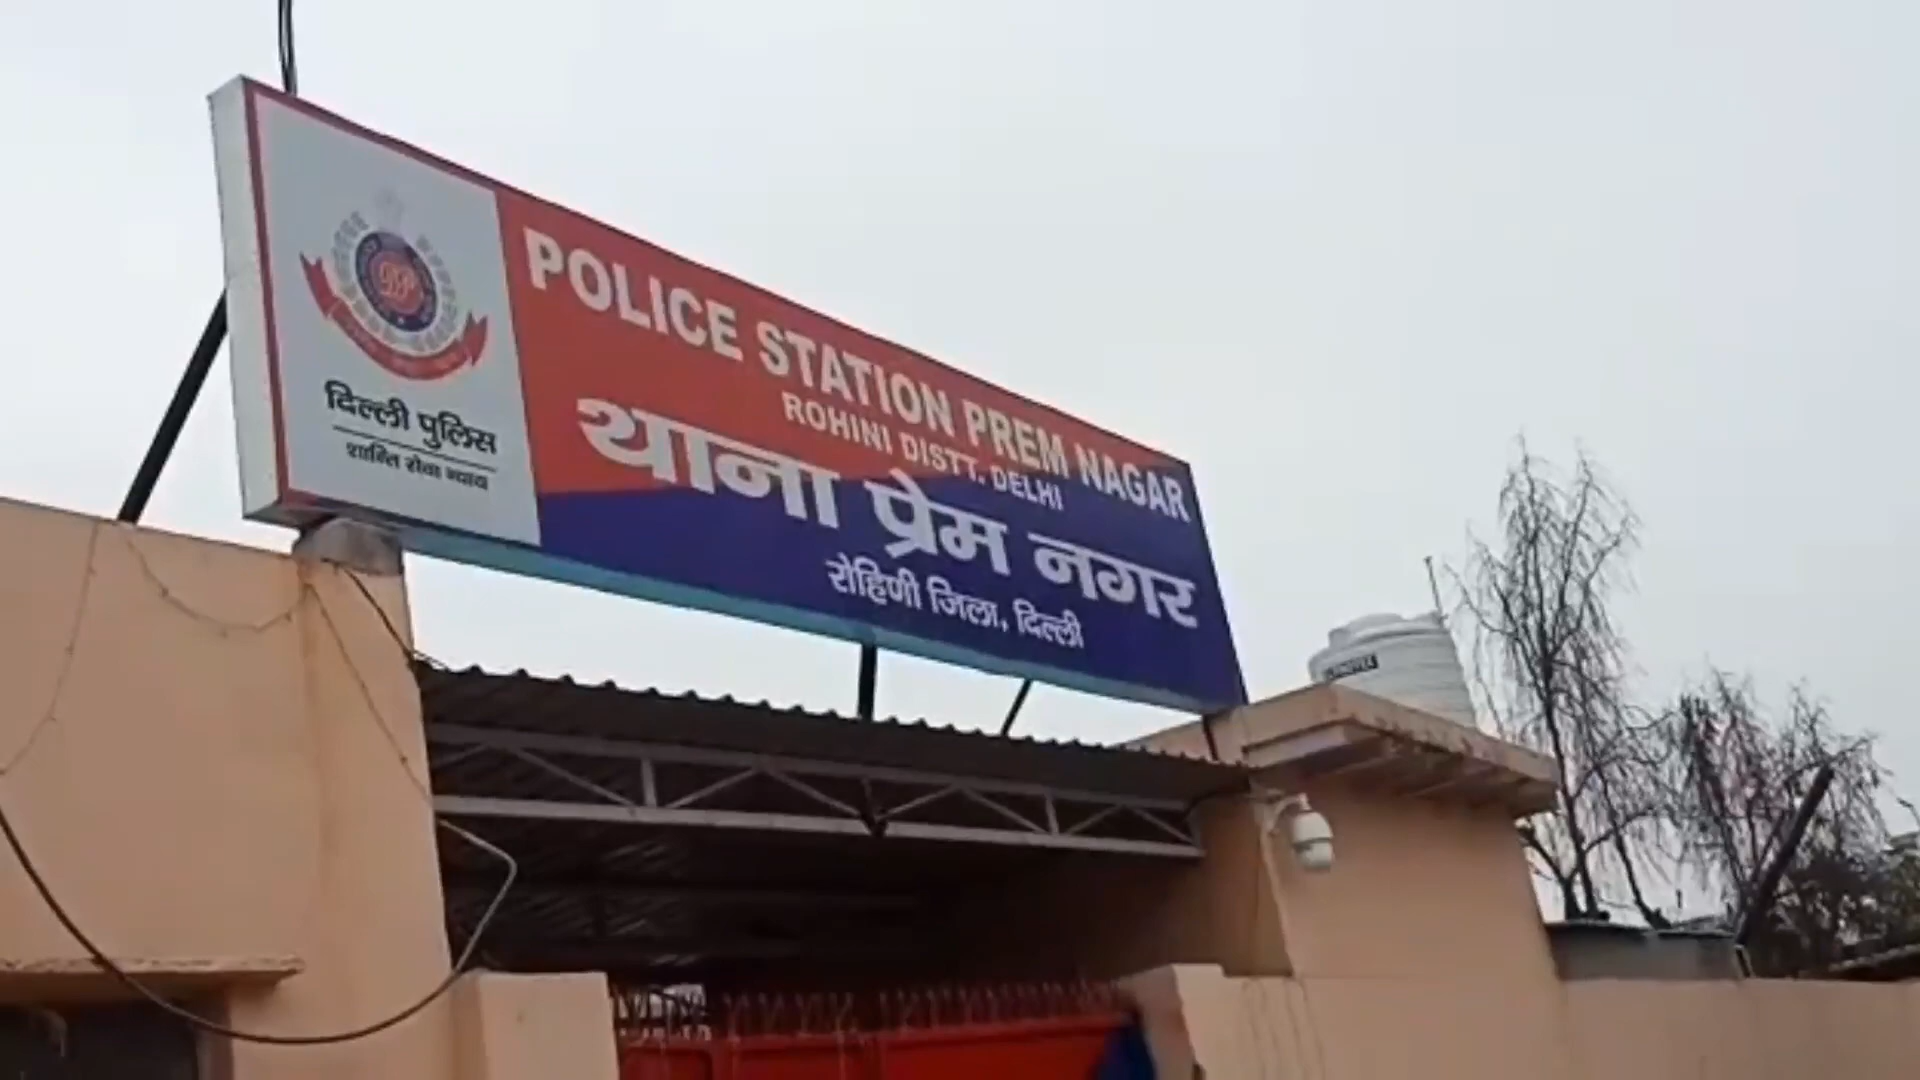 दिल्ली पुलिस
शान्ति सेवा न्याय
POLICE STATION PREM NAGAR
ROHINI DISTT. DELHI
थाना प्रेम नगर
रोहिणी जिला, दिल्ली